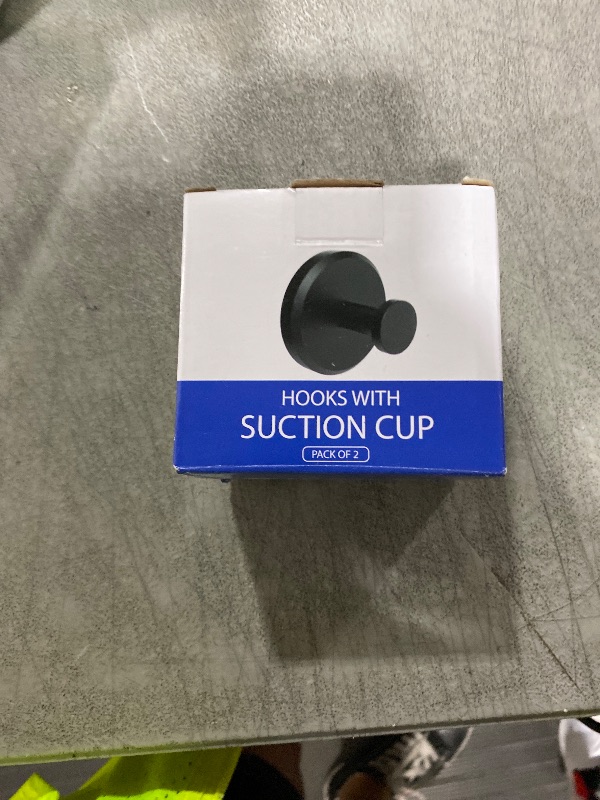 HOOKS WITH
SUCTION CUP
PACK OF 2